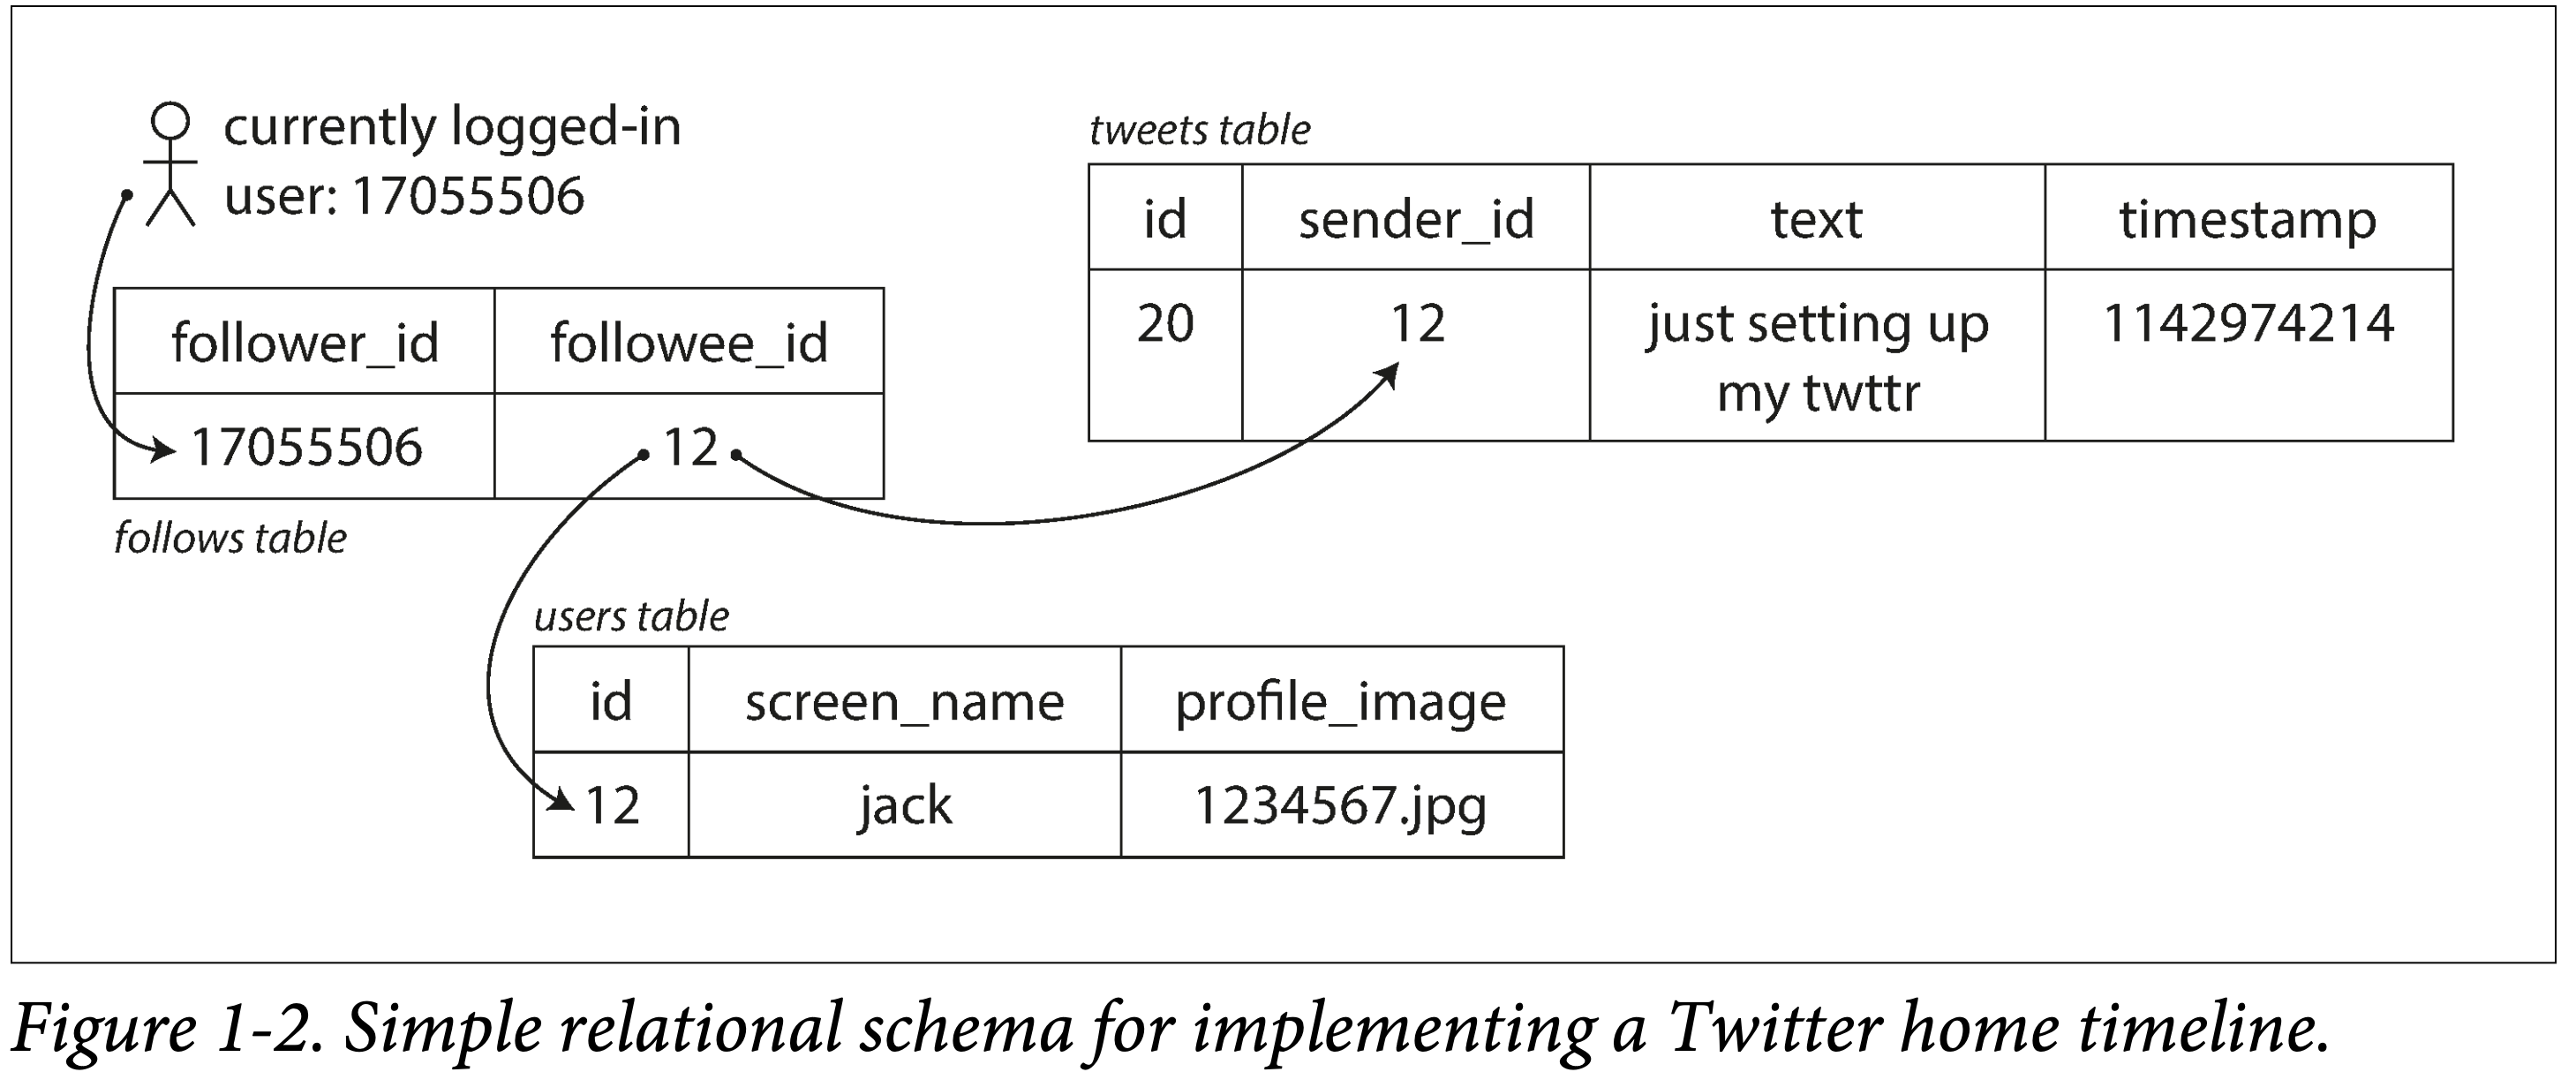 currently logged-in
user: 17055506
follower_id followee_id
17055506 12
follows table
tweets table
id sender_id text timestamp
20 12 just setting up 1142974214
my twttr
users table
id screen_name profile_image
12 jack 1234567.jpg
Figure 1-2. Simple relational schema for implementing a Twitter home timeline.